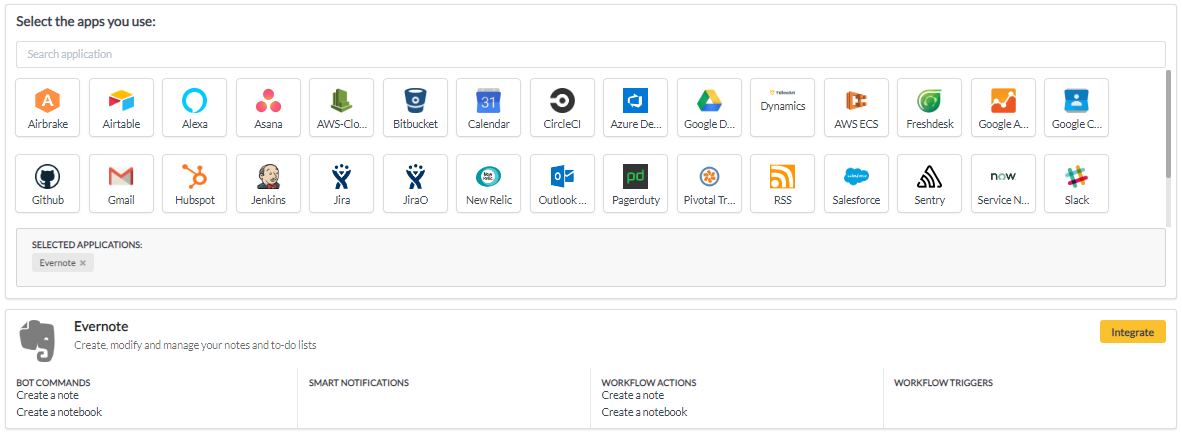 Select the apps you use:
Search application
Airbrake Airtable Alexa Asana AWS-Clo... Bitbucket Calendar CircleCI Azure De... Google D... Dynamics AWS ECS Freshdesk Google A... Google C...
31
Github Gmail Hubspot Jenkins Jira JiraO New Relic Outlook ... Pagerduty Pivotal Tr... RSS Salesforce Sentry Service N... Slack
pd
salesforce
now
SELECTED APPLICATIONS:
Evernote ×
Evernote
Create, modify and manage your notes and to-do lists
Integrate
BOT COMMANDS SMART NOTIFICATIONS WORKFLOW ACTIONS WORKFLOW TRIGGERS
Create a note Create a note
Create a notebook Create a notebook